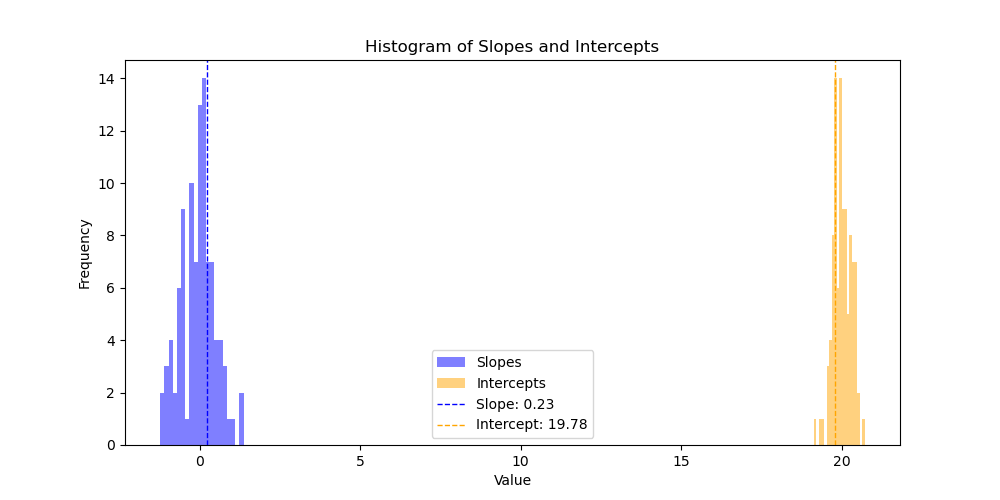 Histogram of Slopes and Intercepts
Frequency
14
12
10
8
6
4
2
0
Slopes
Intercepts
Slope: 0.23
Intercept: 19.78
0 5 10 15 20
Value